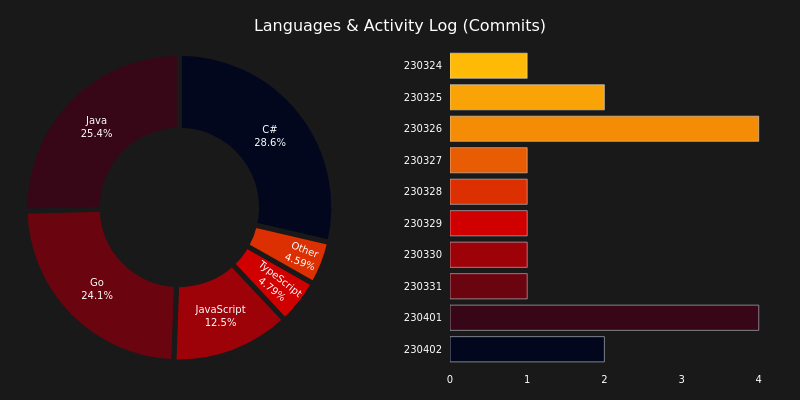 Languages & Activity Log (Commits)
Java
25.4%
C#
28.6%
Other
4.59%
TypeScript
4.79%
Go
24.1%
JavaScript
12.5%
230324
230325
230326
230327
230328
230329
230330
230331
230401
230402
0 1 2 3 4